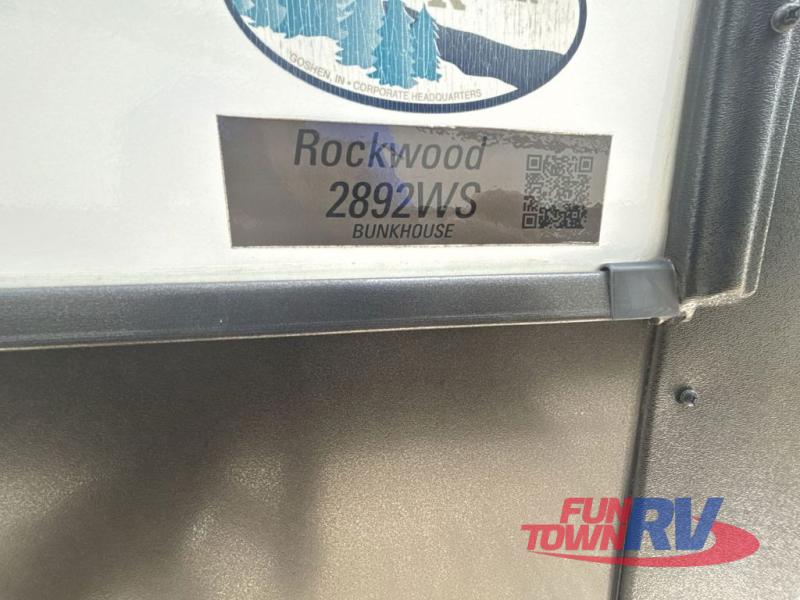 GOSHEN, IN • CORPORATE HEADQUARTERS
Rockwood
2892WS
BUNKHOUSE
FUN
TOWN RV